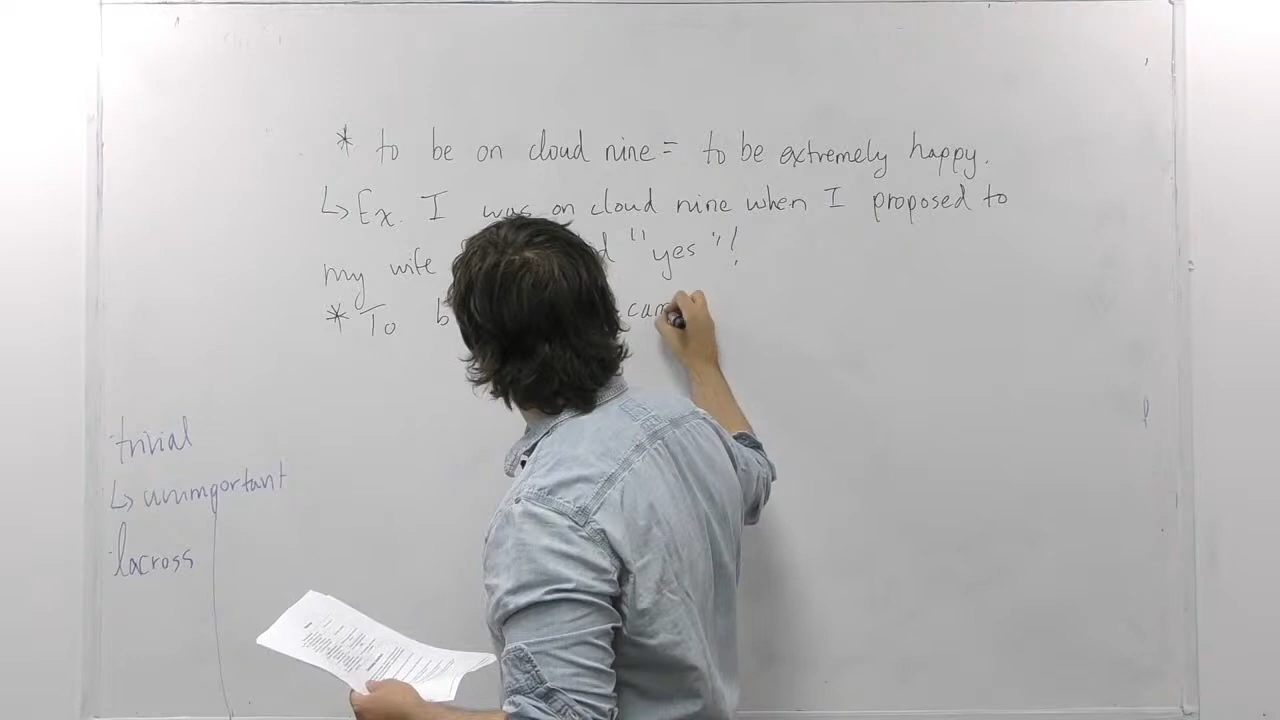 * to be on cloud nine = to be extremely happy.
↳ Ex. I was on cloud nine when I proposed to
my wife "yes"!
* To
trivial
↳ unimportant
lacross